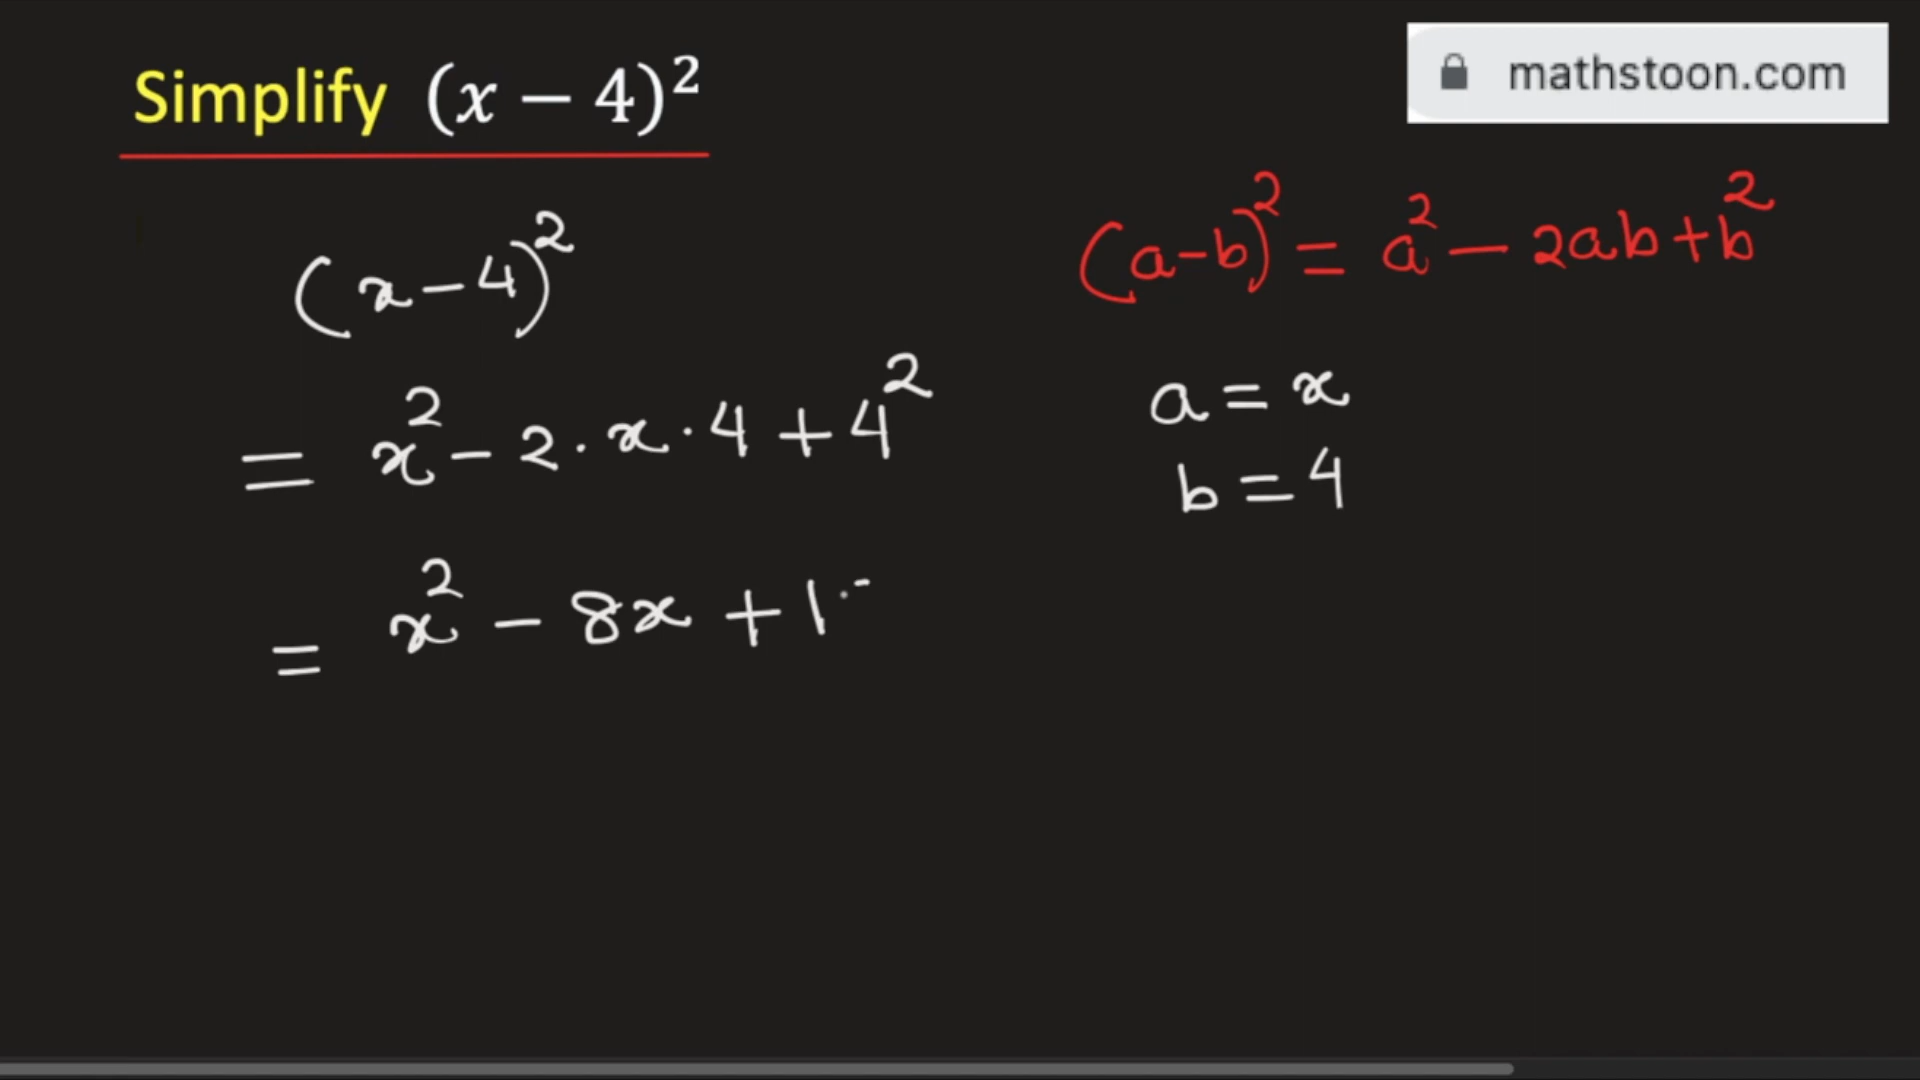 Simplify (x − 4)²
mathstoon.com
(a-b)² = a² - 2ab + b²
(x-4)²
= x² - 2 · x · 4 + 4²
a = x
b = 4
= x² - 8x + 1